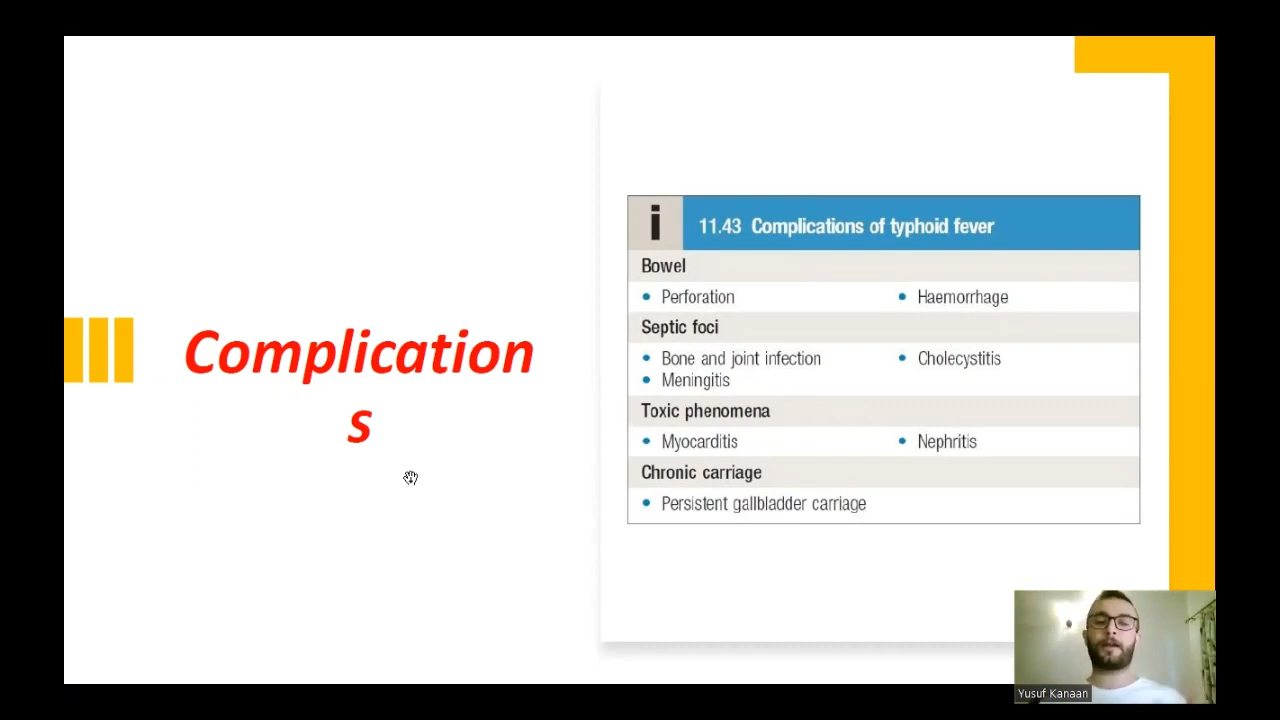 Complication
s
i
11.43 Complications of typhoid fever
Bowel
• Perforation • Haemorrhage
Septic foci
• Bone and joint infection • Cholecystitis
• Meningitis
Toxic phenomena
• Myocarditis • Nephritis
Chronic carriage
• Persistent gallbladder carriage
Yusuf Kanaan